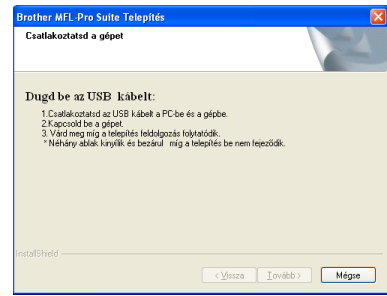 Brother MFL-Pro Suite Telepítés
Csatlakoztatsd a gépet
Dugd be az USB kábelt:
1.Csatlakoztatsd az USB kábelt a PC-be és a gépbe.
2.Kapcsold be a gépet.
3. Várd meg míg a telepítés feldolgozás folytatódik.
* Néhány ablak kinyílik és bezárul míg a telepítés be nem fejeződik.
InstallShield
< Vissza Tovább > Mégse